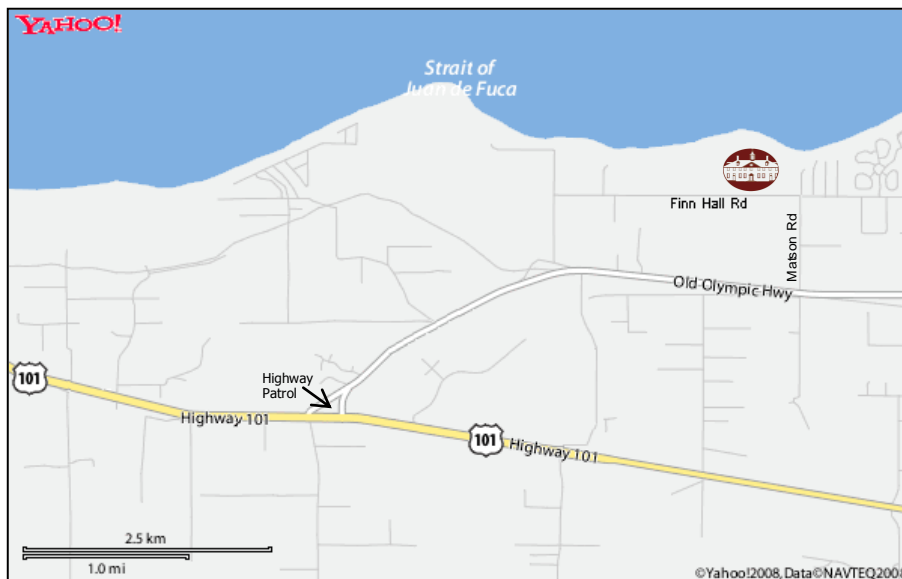 YAHOO!
Strait of
Juan de Fuca
Finn Hall Rd
Matson Rd
Old Olympic Hwy
101
Highway
Patrol
Highway 101
101
Highway 101
2.5 km
1.0 mi
©Yahoo!2008, Data©NAVTEQ2008